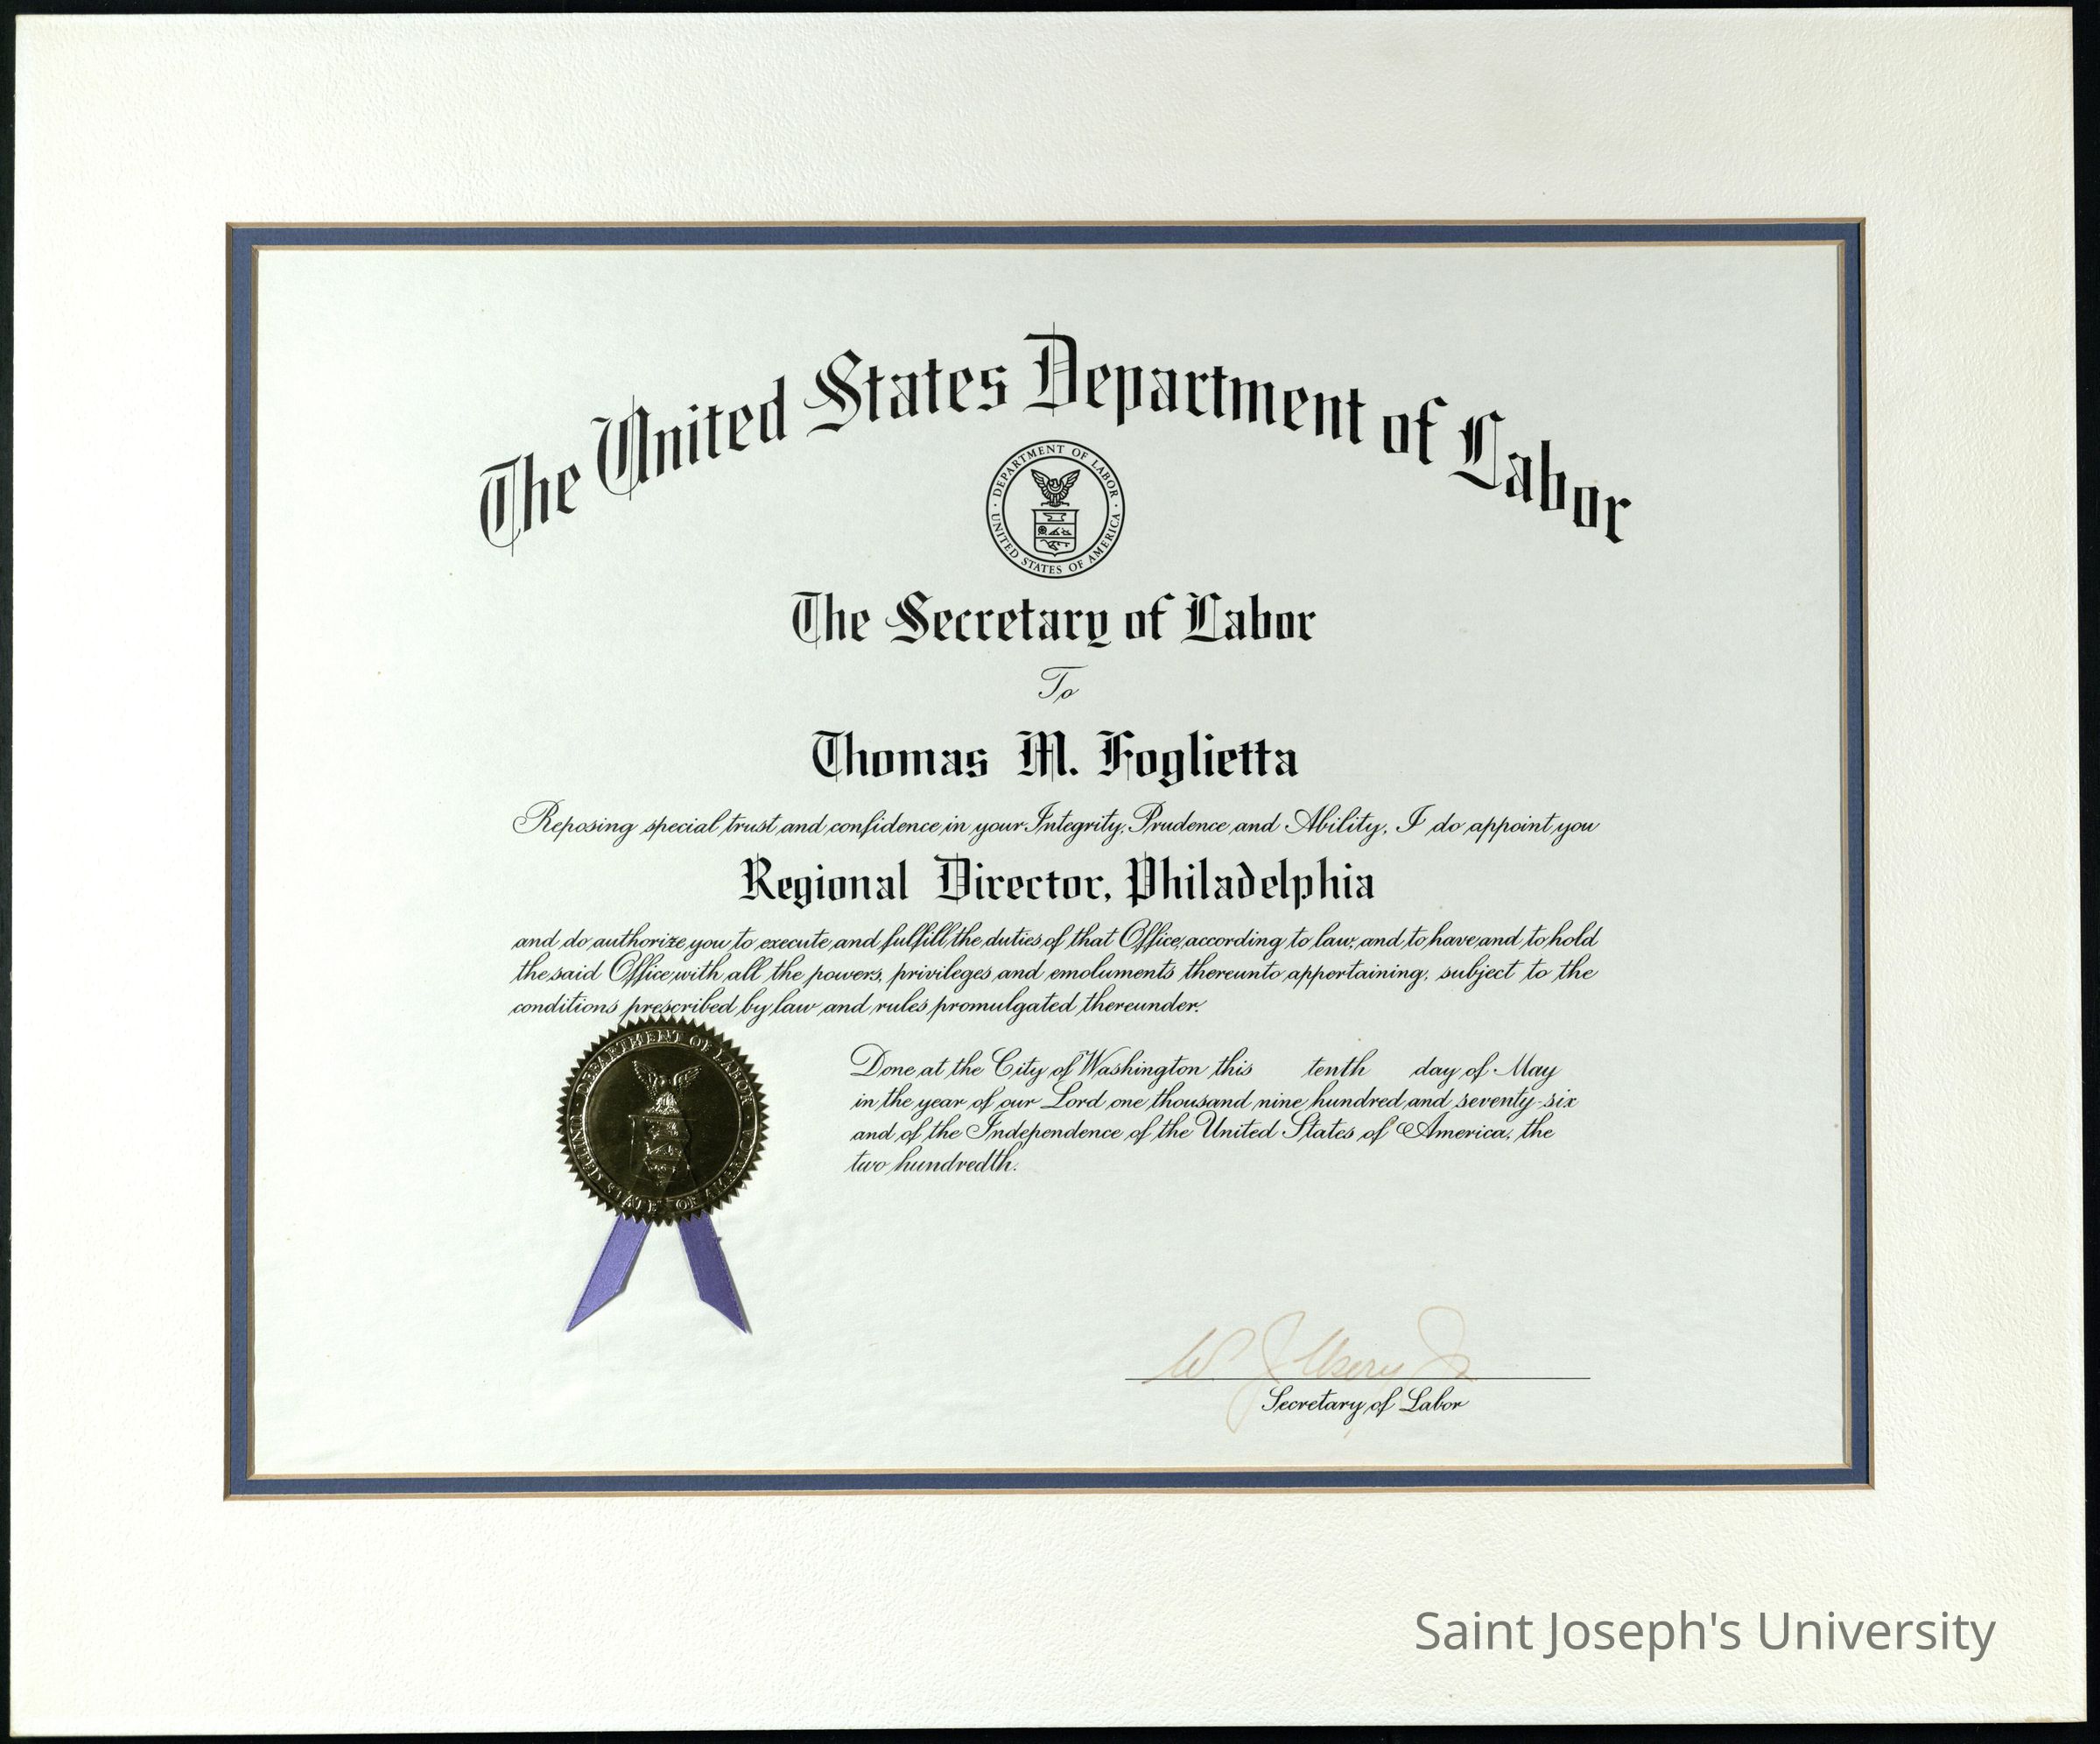 The United States Department of Labor
DEPARTMENT OF LABOR
UNITED STATES OF AMERICA
The Secretary of Labor
To
Thomas M. Foglietta
Reposing special trust and confidence in your Integrity, Prudence and Ability, I do appoint you
Regional Director, Philadelphia
and do authorize you to execute and fulfill the duties of that Office according to law, and to have and to hold
the said Office with all the powers, privileges and emoluments thereunto appertaining, subject to the
conditions prescribed by law and rules promulgated thereunder.
DEPARTMENT OF LABOR
UNITED STATES OF AMERICA
Done at the City of Washington this tenth day of May
in the year of our Lord one thousand nine hundred and seventy-six
and of the Independence of the United States of America, the
two hundredth.
W. J. Usery Jr
Secretary of Labor
Saint Joseph's University